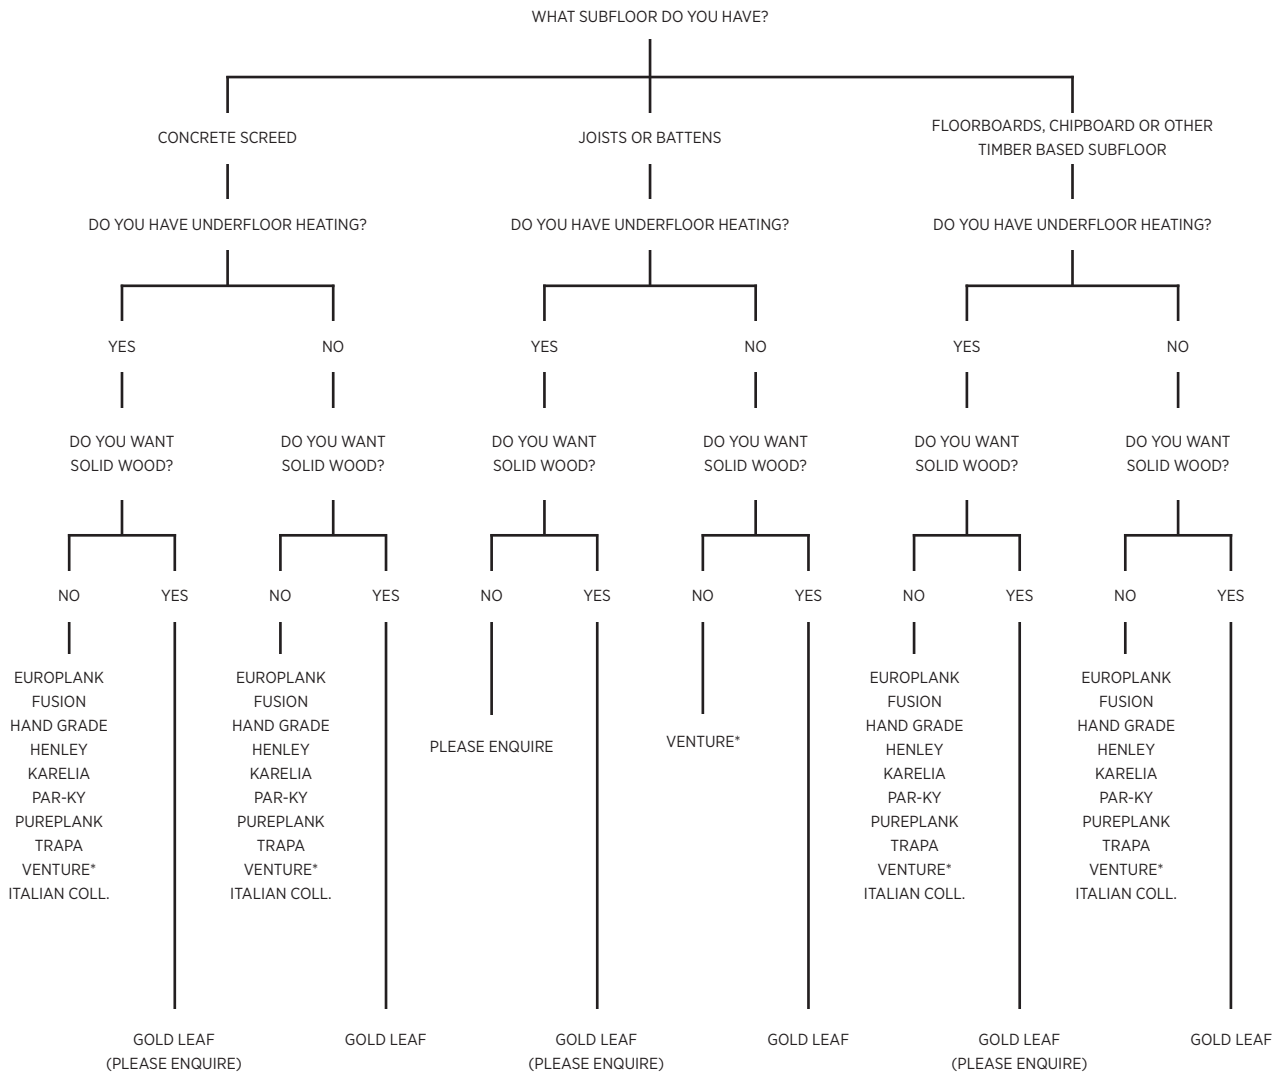 WHAT SUBFLOOR DO YOU HAVE?
CONCRETE SCREED
JOISTS OR BATTENS
FLOORBOARDS, CHIPBOARD OR OTHER
TIMBER BASED SUBFLOOR
DO YOU HAVE UNDERFLOOR HEATING?
DO YOU HAVE UNDERFLOOR HEATING?
DO YOU HAVE UNDERFLOOR HEATING?
YES
NO
YES
NO
YES
NO
DO YOU WANT
SOLID WOOD?
DO YOU WANT
SOLID WOOD?
DO YOU WANT
SOLID WOOD?
DO YOU WANT
SOLID WOOD?
DO YOU WANT
SOLID WOOD?
DO YOU WANT
SOLID WOOD?
NO
YES
NO
YES
NO
YES
NO
YES
NO
YES
NO
YES
EUROPLANK
FUSION
HAND GRADE
HENLEY
KARELIA
PAR-KY
PUREPLANK
TRAPA
VENTURE*
ITALIAN COLL.
EUROPLANK
FUSION
HAND GRADE
HENLEY
KARELIA
PAR-KY
PUREPLANK
TRAPA
VENTURE*
ITALIAN COLL.
PLEASE ENQUIRE
VENTURE*
EUROPLANK
FUSION
HAND GRADE
HENLEY
KARELIA
PAR-KY
PUREPLANK
TRAPA
VENTURE*
ITALIAN COLL.
EUROPLANK
FUSION
HAND GRADE
HENLEY
KARELIA
PAR-KY
PUREPLANK
TRAPA
VENTURE*
ITALIAN COLL.
GOLD LEAF
(PLEASE ENQUIRE)
GOLD LEAF
GOLD LEAF
(PLEASE ENQUIRE)
GOLD LEAF
GOLD LEAF
(PLEASE ENQUIRE)
GOLD LEAF